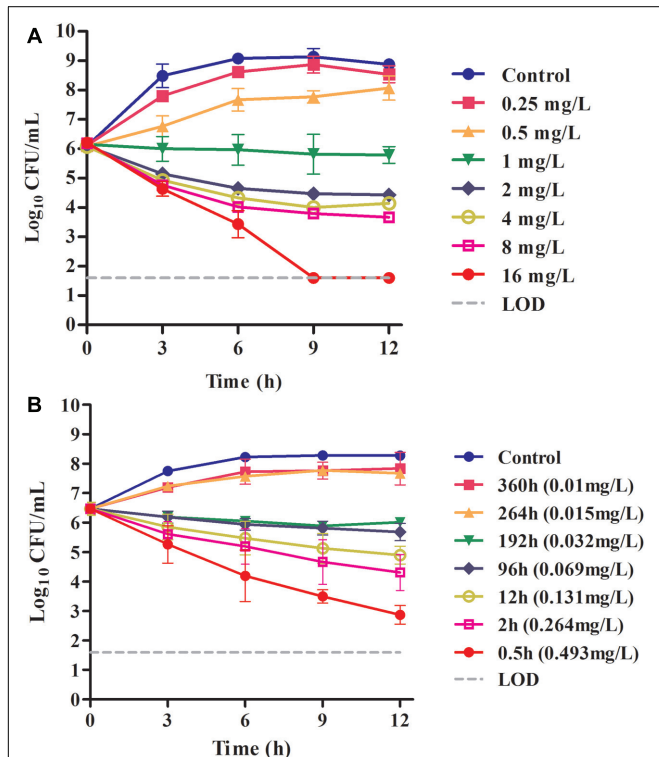 A
Log10 CFU/mL
10
9
8
7
6
5
4
3
2
1
0
0 3 6 9 12
Time (h)
Control
0.25 mg/L
0.5 mg/L
1 mg/L
2 mg/L
4 mg/L
8 mg/L
16 mg/L
LOD
B
Log10 CFU/mL
10
9
8
7
6
5
4
3
2
1
0
0 3 6 9 12
Time (h)
Control
360h (0.01mg/L)
264h (0.015mg/L)
192h (0.032mg/L)
96h (0.069mg/L)
12h (0.131mg/L)
2h (0.264mg/L)
0.5h (0.493mg/L)
LOD